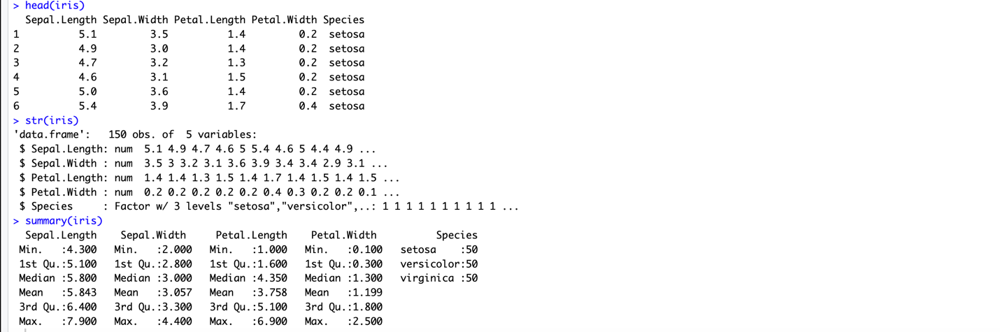 > head(iris)
  Sepal.Length Sepal.Width Petal.Length Petal.Width Species
1          5.1         3.5          1.4         0.2  setosa
2          4.9         3.0          1.4         0.2  setosa
3          4.7         3.2          1.3         0.2  setosa
4          4.6         3.1          1.5         0.2  setosa
5          5.0         3.6          1.4         0.2  setosa
6          5.4         3.9          1.7         0.4  setosa
> str(iris)
'data.frame':   150 obs. of  5 variables:
 $ Sepal.Length: num  5.1 4.9 4.7 4.6 5 5.4 4.6 5 4.4 4.9 ...
 $ Sepal.Width : num  3.5 3 3.2 3.1 3.6 3.9 3.4 3.4 2.9 3.1 ...
 $ Petal.Length: num  1.4 1.4 1.3 1.5 1.4 1.7 1.4 1.5 1.4 1.5 ...
 $ Petal.Width : num  0.2 0.2 0.2 0.2 0.2 0.4 0.3 0.2 0.2 0.1 ...
 $ Species     : Factor w/ 3 levels "setosa","versicolor",..: 1 1 1 1 1 1 1 1 1 1 ...
> summary(iris)
  Sepal.Length    Sepal.Width     Petal.Length    Petal.Width          Species  
 Min.   :4.300   Min.   :2.000   Min.   :1.000   Min.   :0.100   setosa    :50  
 1st Qu.:5.100   1st Qu.:2.800   1st Qu.:1.600   1st Qu.:0.300   versicolor:50  
 Median :5.800   Median :3.000   Median :4.350   Median :1.300   virginica :50  
 Mean   :5.843   Mean   :3.057   Mean   :3.758   Mean   :1.199  
 3rd Qu.:6.400   3rd Qu.:3.300   3rd Qu.:5.100   3rd Qu.:1.800  
 Max.   :7.900   Max.   :4.400   Max.   :6.900   Max.   :2.500